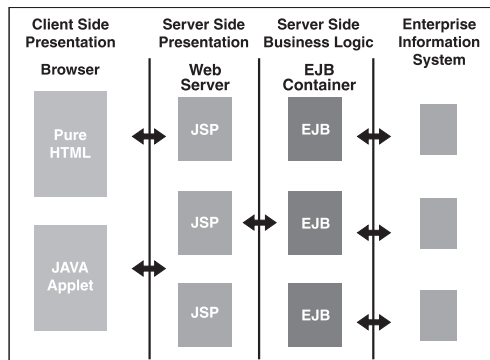 Client Side
Presentation
Server Side
Presentation
Server Side
Business Logic
Enterprise
Information
System
Browser
Web
Server
EJB
Container
Pure
HTML
JSP
EJB
JSP
EJB
JAVA
Applet
JSP
EJB